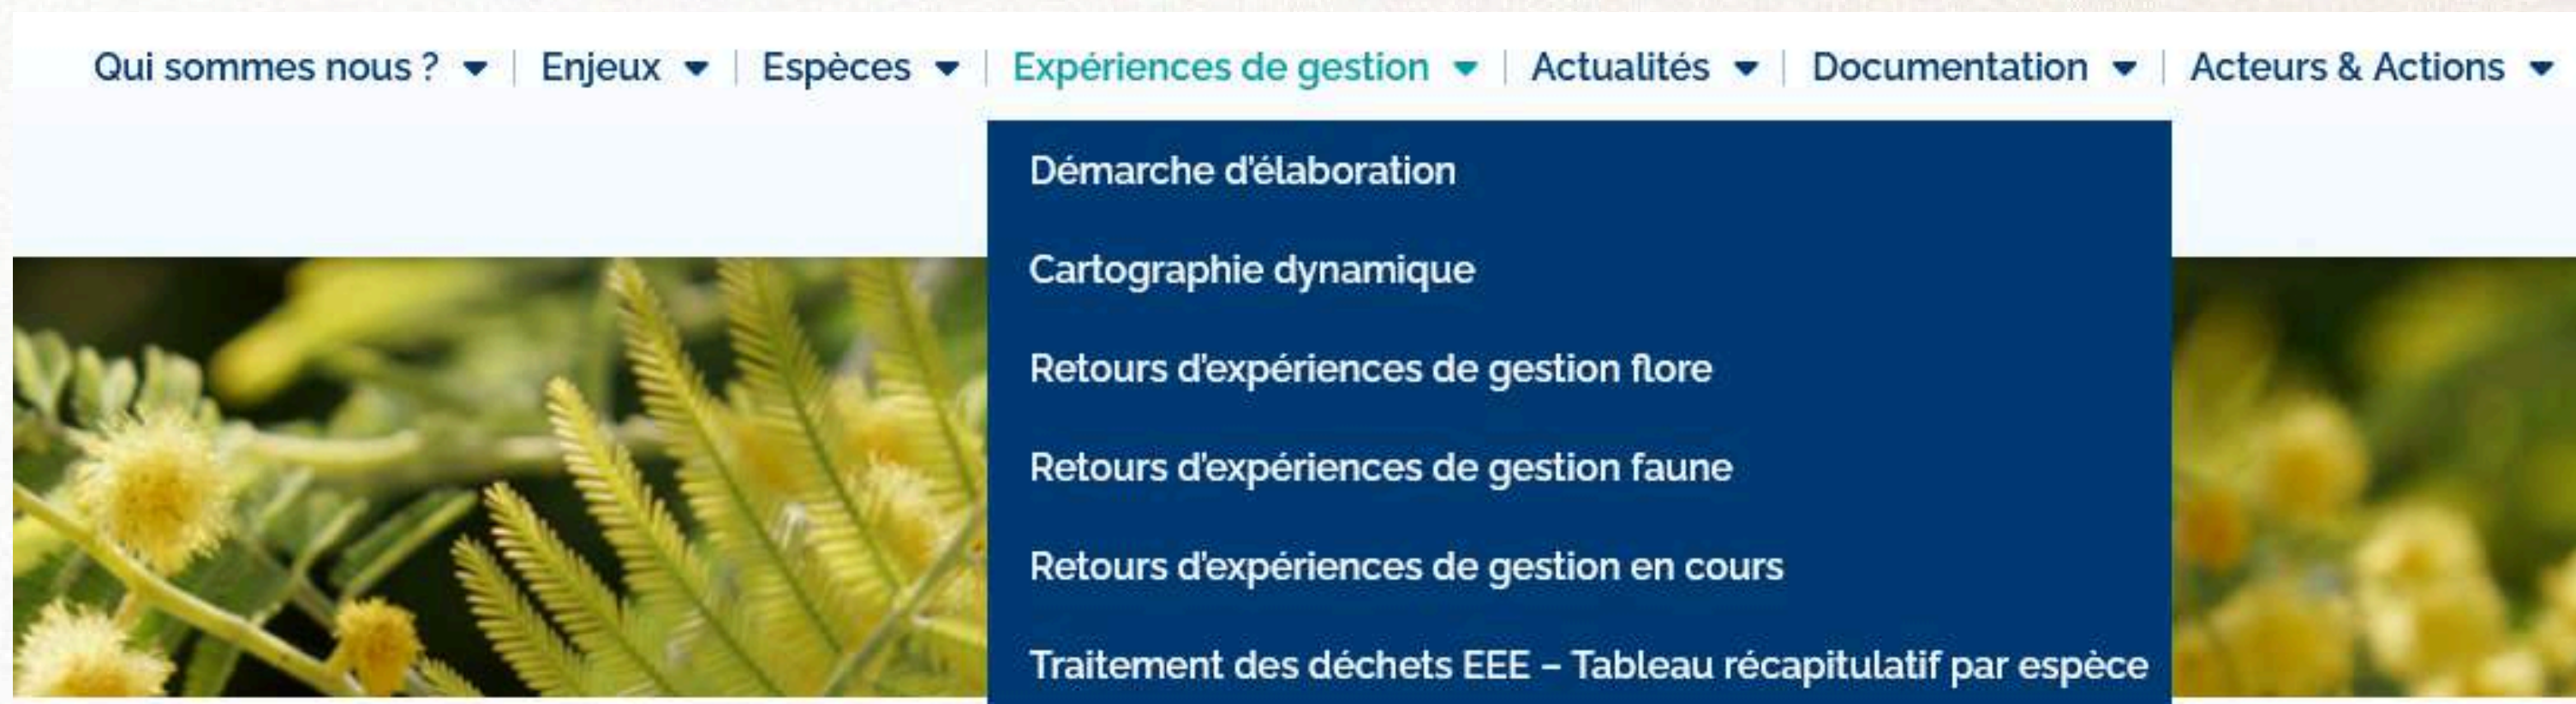 Qui sommes nous ? Enjeux Espèces Expériences de gestion Actualités Documentation Acteurs & Actions
Démarche d'élaboration
Cartographie dynamique
Retours d'expériences de gestion flore
Retours d'expériences de gestion faune
Retours d'expériences de gestion en cours
Traitement des déchets EEE – Tableau récapitulatif par espèce